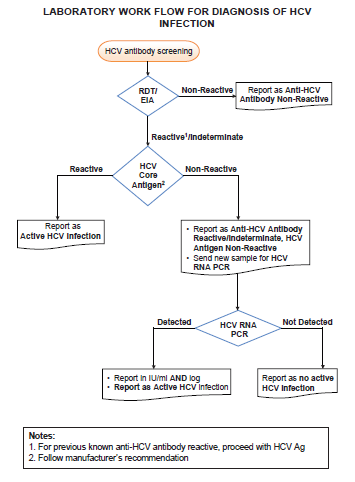 LABORATORY WORK FLOW FOR DIAGNOSIS OF HCV
INFECTION
HCV antibody screening
RDT/
EIA
Non-Reactive
Report as Anti-HCV
Antibody Non-Reactive
Reactive¹/Indeterminate
Reactive
HCV
Core
Antigen²
Non-Reactive
Report as
Active HCV Infection
• Report as Anti-HCV Antibody
Reactive/Indeterminate, HCV
Antigen Non-Reactive
• Send new sample for HCV
RNA PCR
Detected
HCV RNA
PCR
Not Detected
• Report in IU/ml AND log
• Report as Active HCV infection
Report as no active
HCV Infection
Notes:
1. For previous known anti-HCV antibody reactive, proceed with HCV Ag
2. Follow manufacturer's recommendation